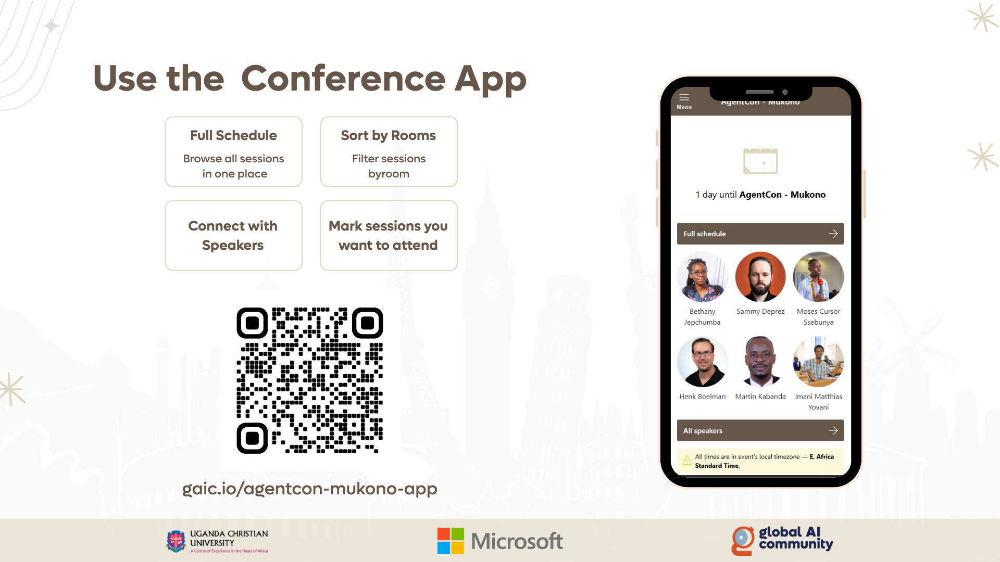 Use the Conference App
Full Schedule
Browse all sessions
in one place
Sort by Rooms
Filter sessions
byroom
Connect with
Speakers
Mark sessions you
want to attend
gaic.io/agentcon-mukono-app
Menu
AgentCon - Mukono
1 day until AgentCon - Mukono
Full schedule
Bethany
Jepchumba
Sammy Deprez
Moses Cursor
Ssebunya
Henk Boelman
Martin Kabanda
Imani Matthias
Yovani
All speakers
All times are in event's local timezone — E. Africa
Standard Time.
UGANDA CHRISTIAN
UNIVERSITY
A Centre of Excellence in the Heart of Africa
Microsoft
global AI
community